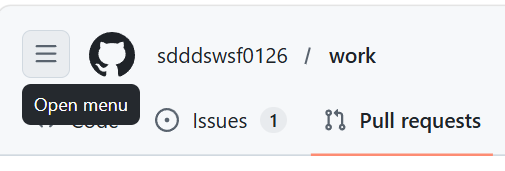 sdddswsf0126 / work
Open menu
Code Issues 1 Pull requests